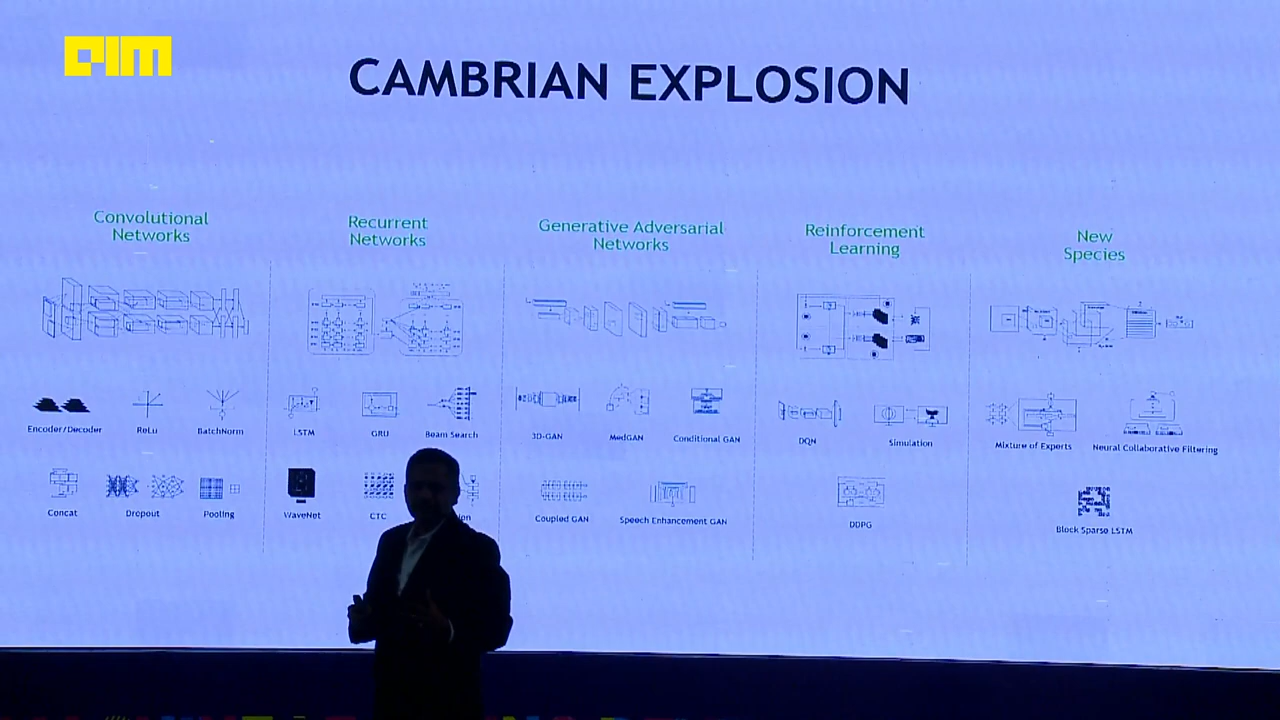 AIM
CAMBRIAN EXPLOSION
Convolutional
Networks
Recurrent
Networks
Generative Adversarial
Networks
Reinforcement
Learning
New
Species
Encoder/Decoder
ReLu
BatchNorm
LSTM
GRU
Beam Search
3D-GAN
MedGAN
Conditional GAN
DQN
Simulation
Mixture of Experts
Neural Collaborative Filtering
Concat
Dropout
Pooling
WaveNet
CTC
Coupled GAN
Speech Enhancement GAN
DDPG
Block Sparse LSTM